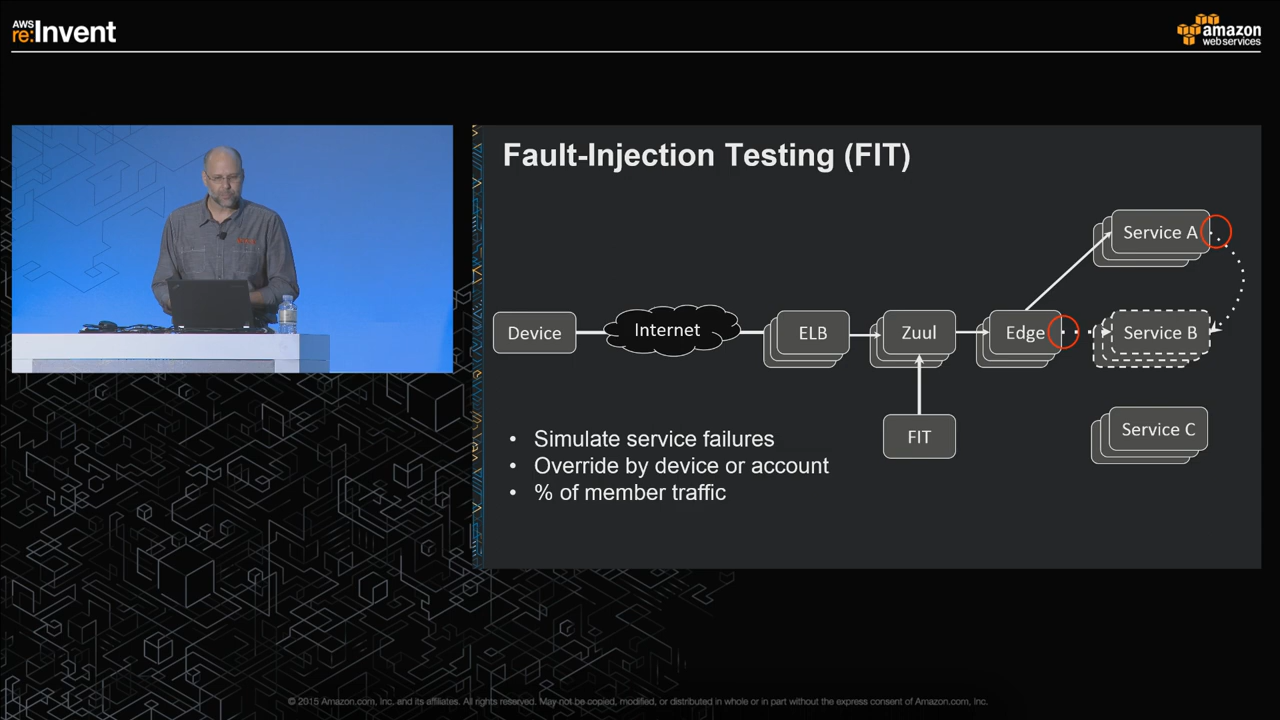 AWS
re:Invent
amazon
web services
Fault-Injection Testing (FIT)
Service A
Device
Internet
ELB
Zuul
Edge
Service B
FIT
Service C
• Simulate service failures
• Override by device or account
• % of member traffic
© 2015 Amazon.com, Inc. and its affiliates. All rights reserved. May not be copied, modified, or distributed in whole or in part without the express consent of Amazon.com, Inc.